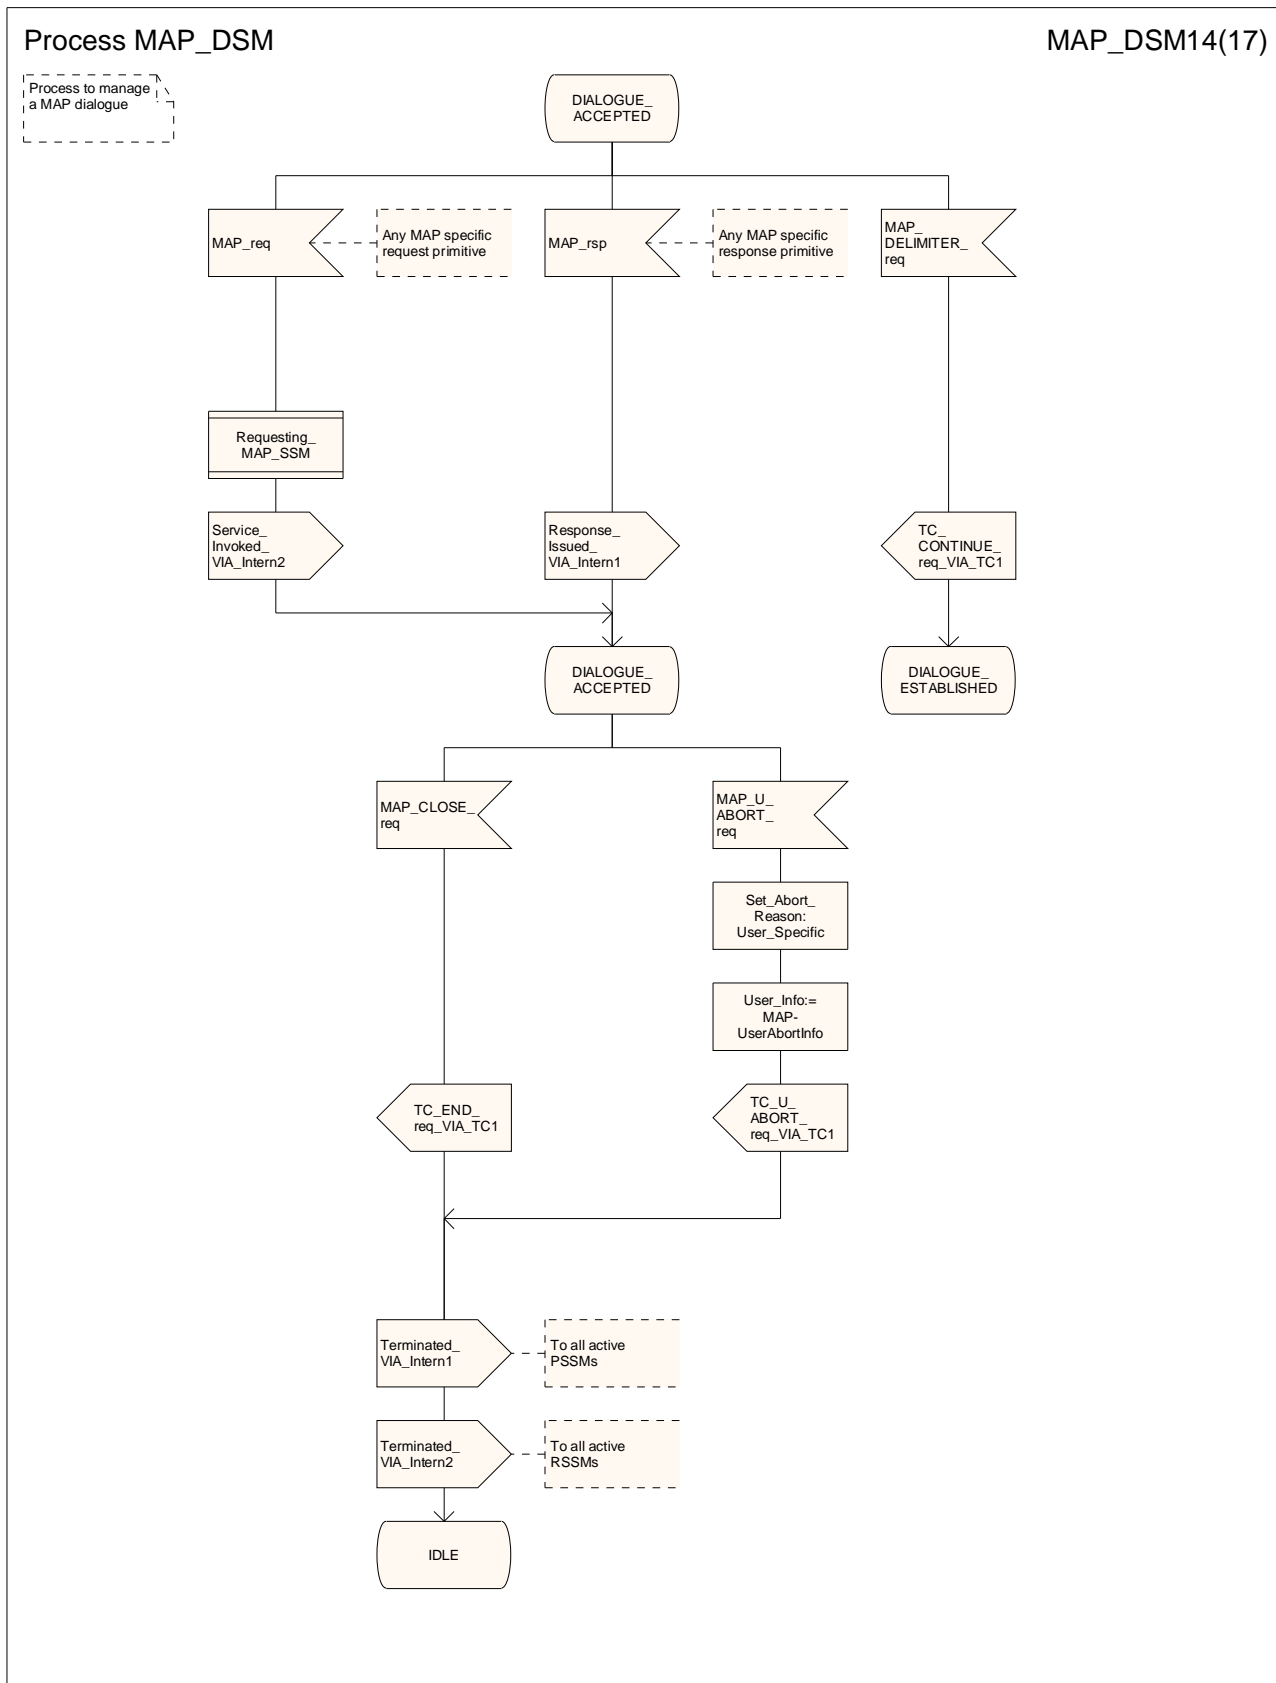 Process MAP_DSM
MAP_DSM14(17)
Process to manage
a MAP dialogue
DIALOGUE_
ACCEPTED
MAP_req
Any MAP specific
request primitive
MAP_rsp
Any MAP specific
response primitive
MAP_
DELIMITER_
req
Requesting_
MAP_SSM
Service_
Invoked_
VIA_Intern2
Response_
Issued_
VIA_Intern1
TC_
CONTINUE_
req_VIA_TC1
DIALOGUE_
ACCEPTED
DIALOGUE_
ESTABLISHED
MAP_CLOSE_
req
MAP_U_
ABORT_
req
Set_Abort_
Reason:
User_Specific
User_Info:=
MAP-
UserAbortInfo
TC_END_
req_VIA_TC1
TC_U_
ABORT_
req_VIA_TC1
Terminated_
VIA_Intern1
To all active
PSSMs
Terminated_
VIA_Intern2
To all active
RSSMs
IDLE